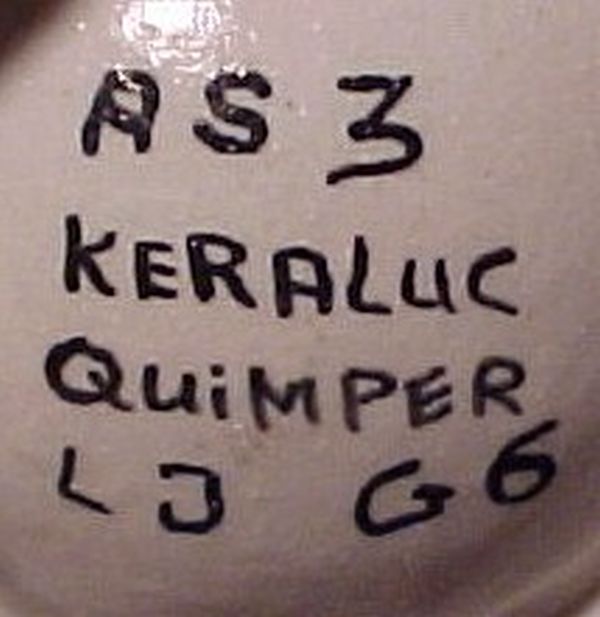 AS 3
KERALUC
QUiMPER
LJ G6